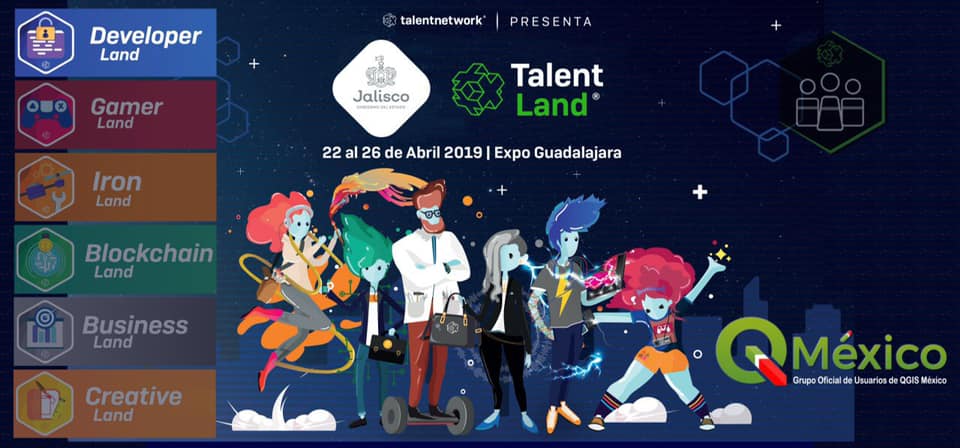 talentnetwork® | PRESENTA
Jalisco
GOBIERNO DEL ESTADO
Talent
Land®
22 al 26 de Abril 2019 | Expo Guadalajara
Developer
Land
Gamer
Land
Iron
Land
Blockchain
Land
Business
Land
Creative
Land
QMéxico
Grupo Oficial de Usuarios de QGIS México